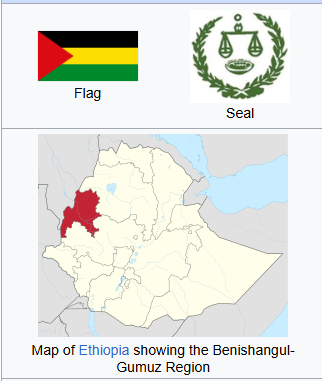 Flag
Seal
Map of Ethiopia showing the Benishangul-
Gumuz Region